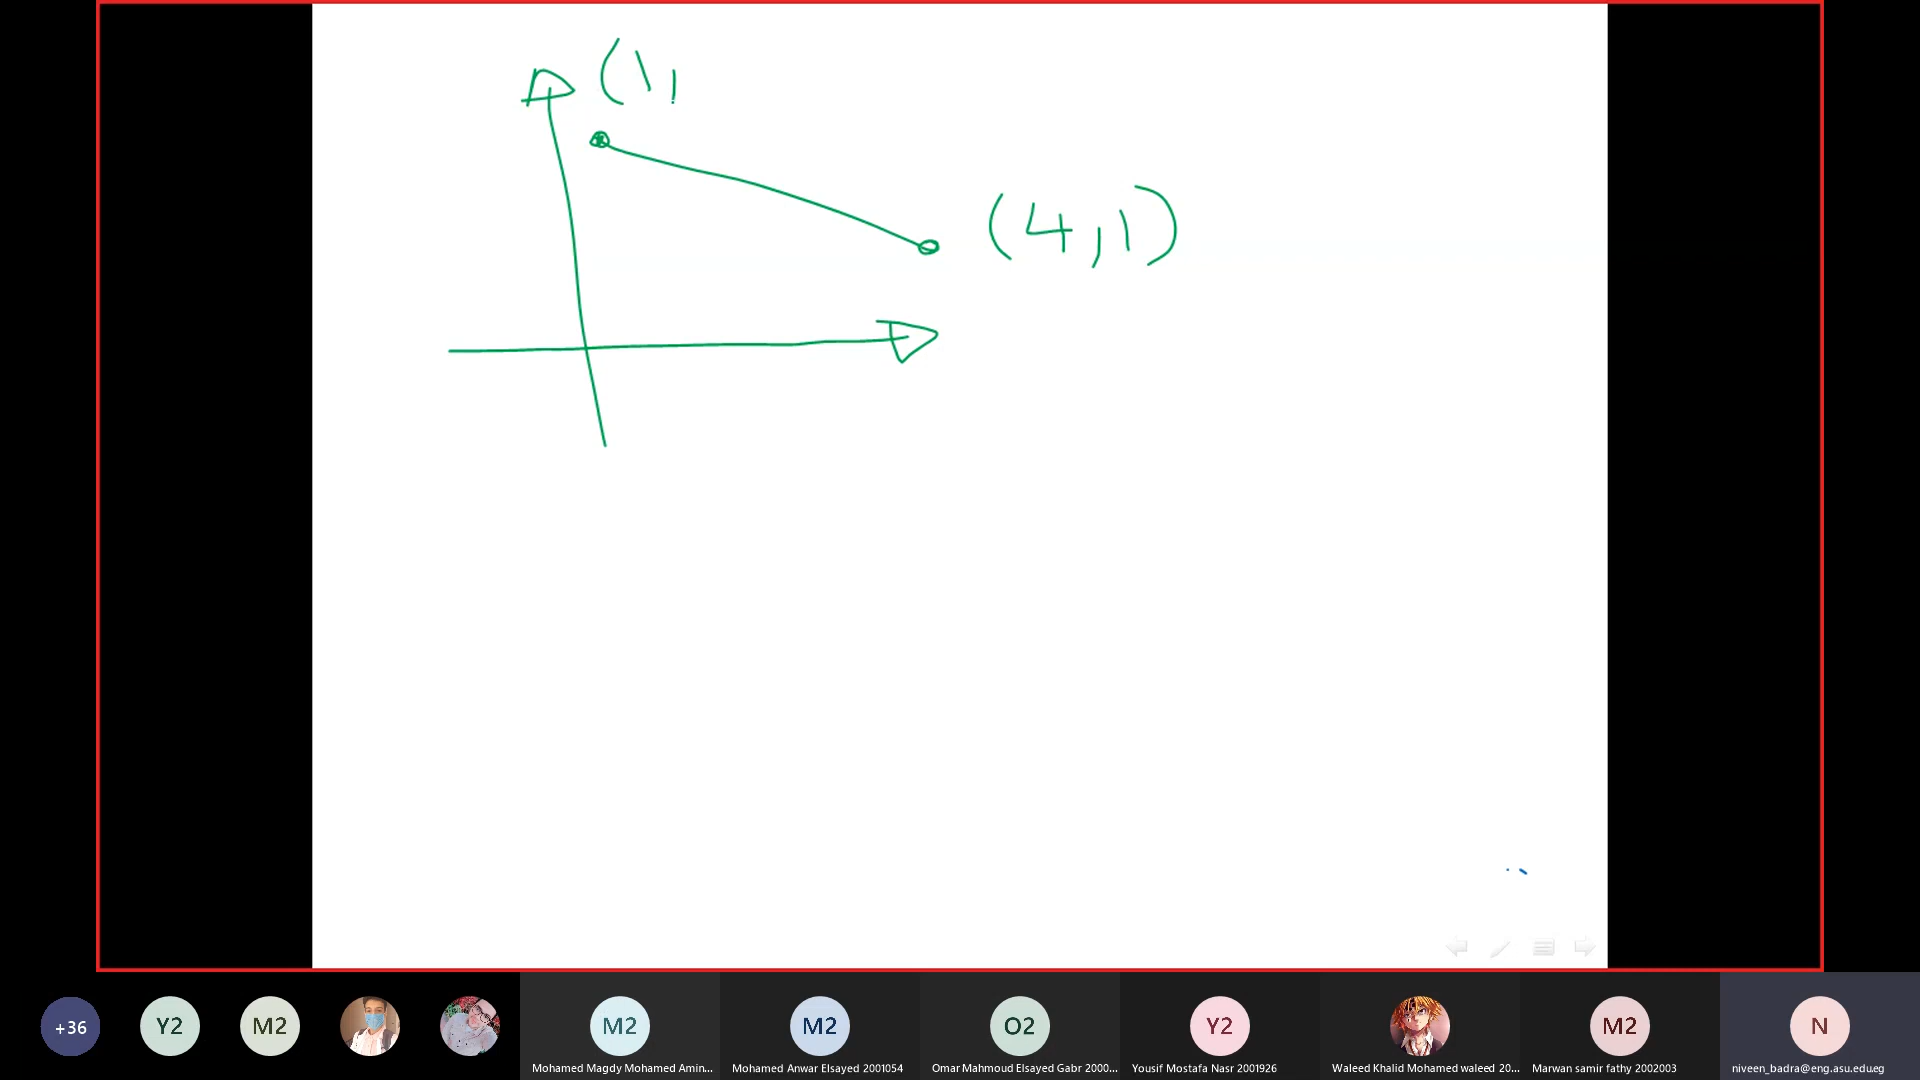 (1,
(4,1)
+36
Y2
M2
M2
Mohamed Magdy Mohamed Amin...
M2
Mohamed Anwar Elsayed 2001054
O2
Omar Mahmoud Elsayed Gabr 2000...
Y2
Yousif Mostafa Nasr 2001926
Waleed Khalid Mohamed waleed 20...
M2
Marwan samir fathy 2002003
N
niveen_badra@eng.asu.edu.eg